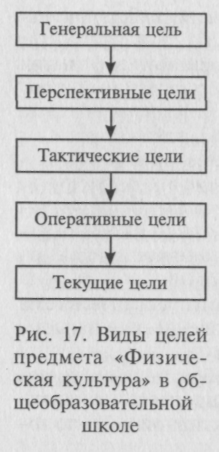 Генеральная цель
Перспективные цели
Тактические цели
Оперативные цели
Текущие цели
Рис. 17. Виды целей
предмета «Физиче-
ская культура» в об-
щеобразовательной
школе